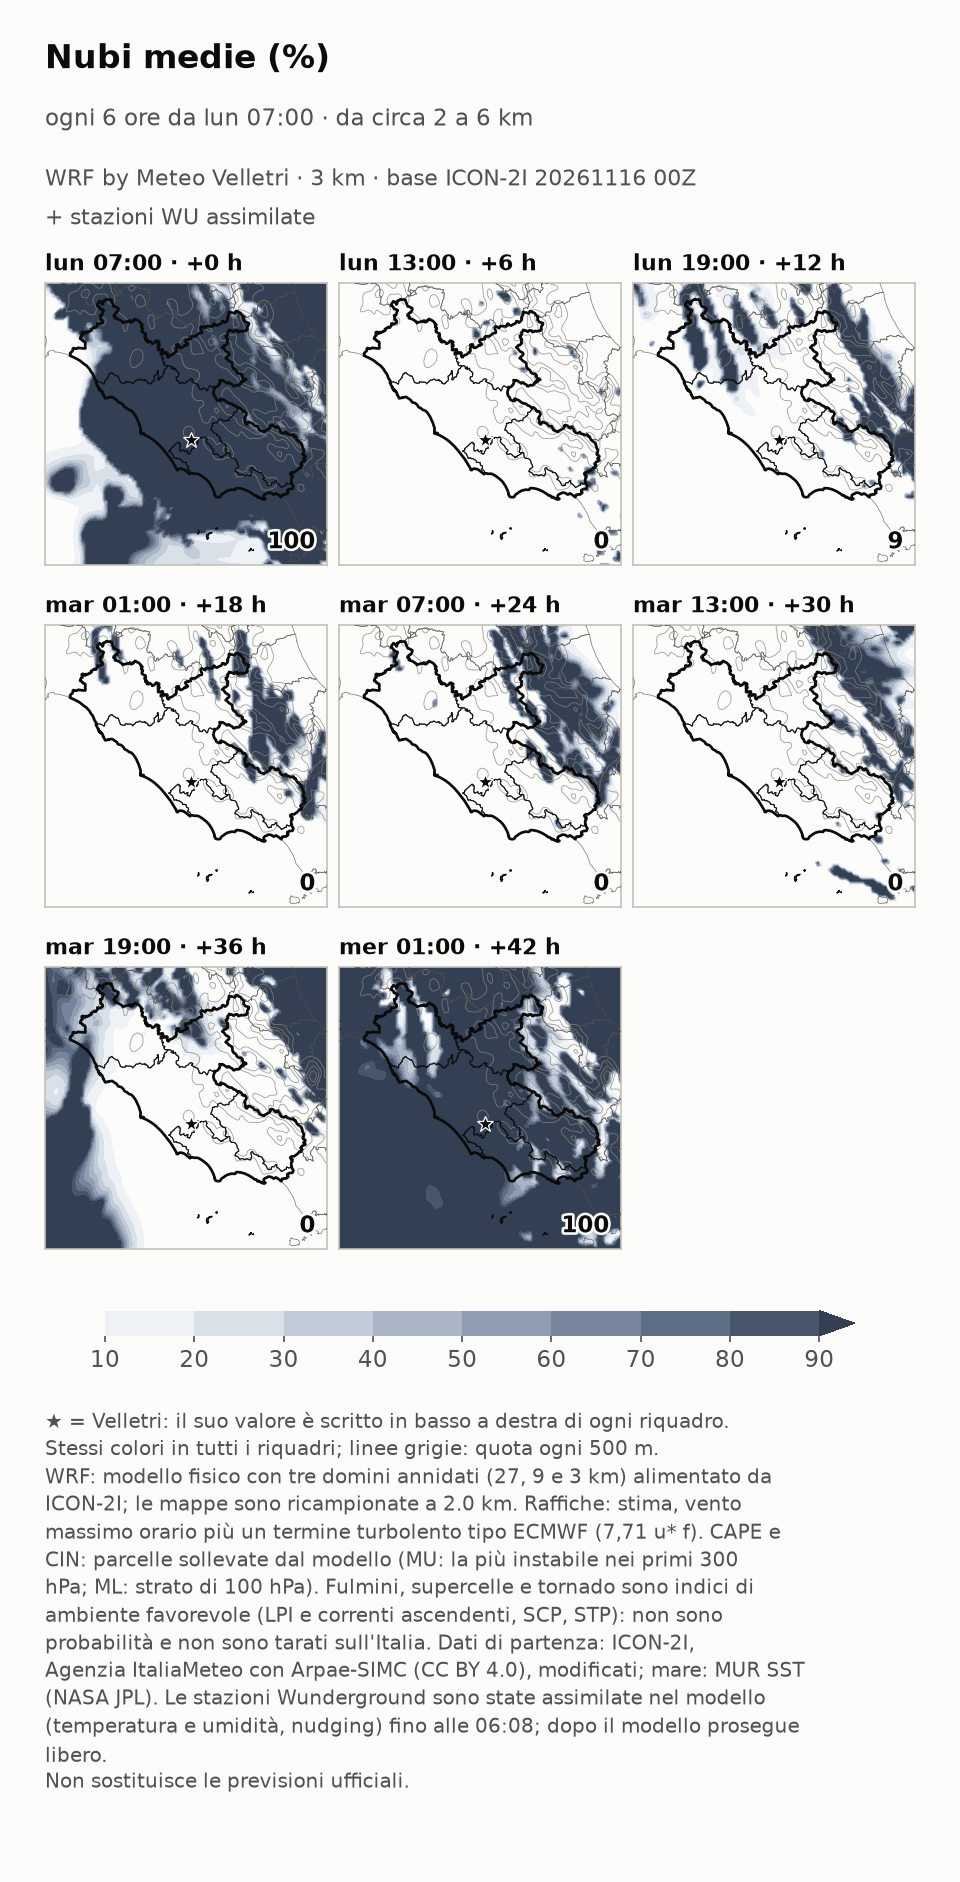 Nubi medie (%)
ogni 6 ore da lun 07:00 · da circa 2 a 6 km
WRF by Meteo Velletri · 3 km · base ICON-2I 20261116 00Z
+ stazioni WU assimilate
lun 07:00 · +0 h
lun 13:00 · +6 h
lun 19:00 · +12 h
100
0
9
mar 01:00 · +18 h
mar 07:00 · +24 h
mar 13:00 · +30 h
0
0
0
mar 19:00 · +36 h
mer 01:00 · +42 h
0
100
10 20 30 40 50 60 70 80 90
★ = Velletri: il suo valore è scritto in basso a destra di ogni riquadro.
Stessi colori in tutti i riquadri; linee grigie: quota ogni 500 m.
WRF: modello fisico con tre domini annidati (27, 9 e 3 km) alimentato da
ICON-2I; le mappe sono ricampionate a 2.0 km. Raffiche: stima, vento
massimo orario più un termine turbolento tipo ECMWF (7,71 u* f). CAPE e
CIN: parcelle sollevate dal modello (MU: la più instabile nei primi 300
hPa; ML: strato di 100 hPa). Fulmini, supercelle e tornado sono indici di
ambiente favorevole (LPI e correnti ascendenti, SCP, STP): non sono
probabilità e non sono tarati sull'Italia. Dati di partenza: ICON-2I,
Agenzia ItaliaMeteo con Arpae-SIMC (CC BY 4.0), modificati; mare: MUR SST
(NASA JPL). Le stazioni Wunderground sono state assimilate nel modello
(temperatura e umidità, nudging) fino alle 06:08; dopo il modello prosegue
libero.
Non sostituisce le previsioni ufficiali.